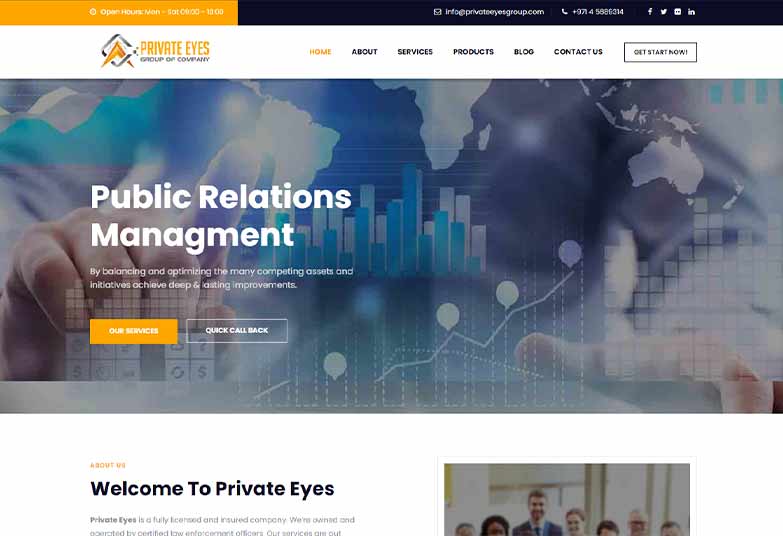 Open Hours: Mon - Sat 09:00 - 18:00
info@privateeyesgroup.com
+971 4 5889314
PRIVATE EYES
GROUP OF COMPANY
HOME ABOUT SERVICES PRODUCTS BLOG CONTACT US
GET START NOW!
Public Relations
Managment
By balancing and optimizing the many competing assets and
initiatives achieve deep & lasting improvements.
OUR SERVICES QUICK CALL BACK
ABOUT US
Welcome To Private Eyes
Private Eyes is a fully licensed and insured company. We're owned and
operated by certified law enforcement officers. Our services are out